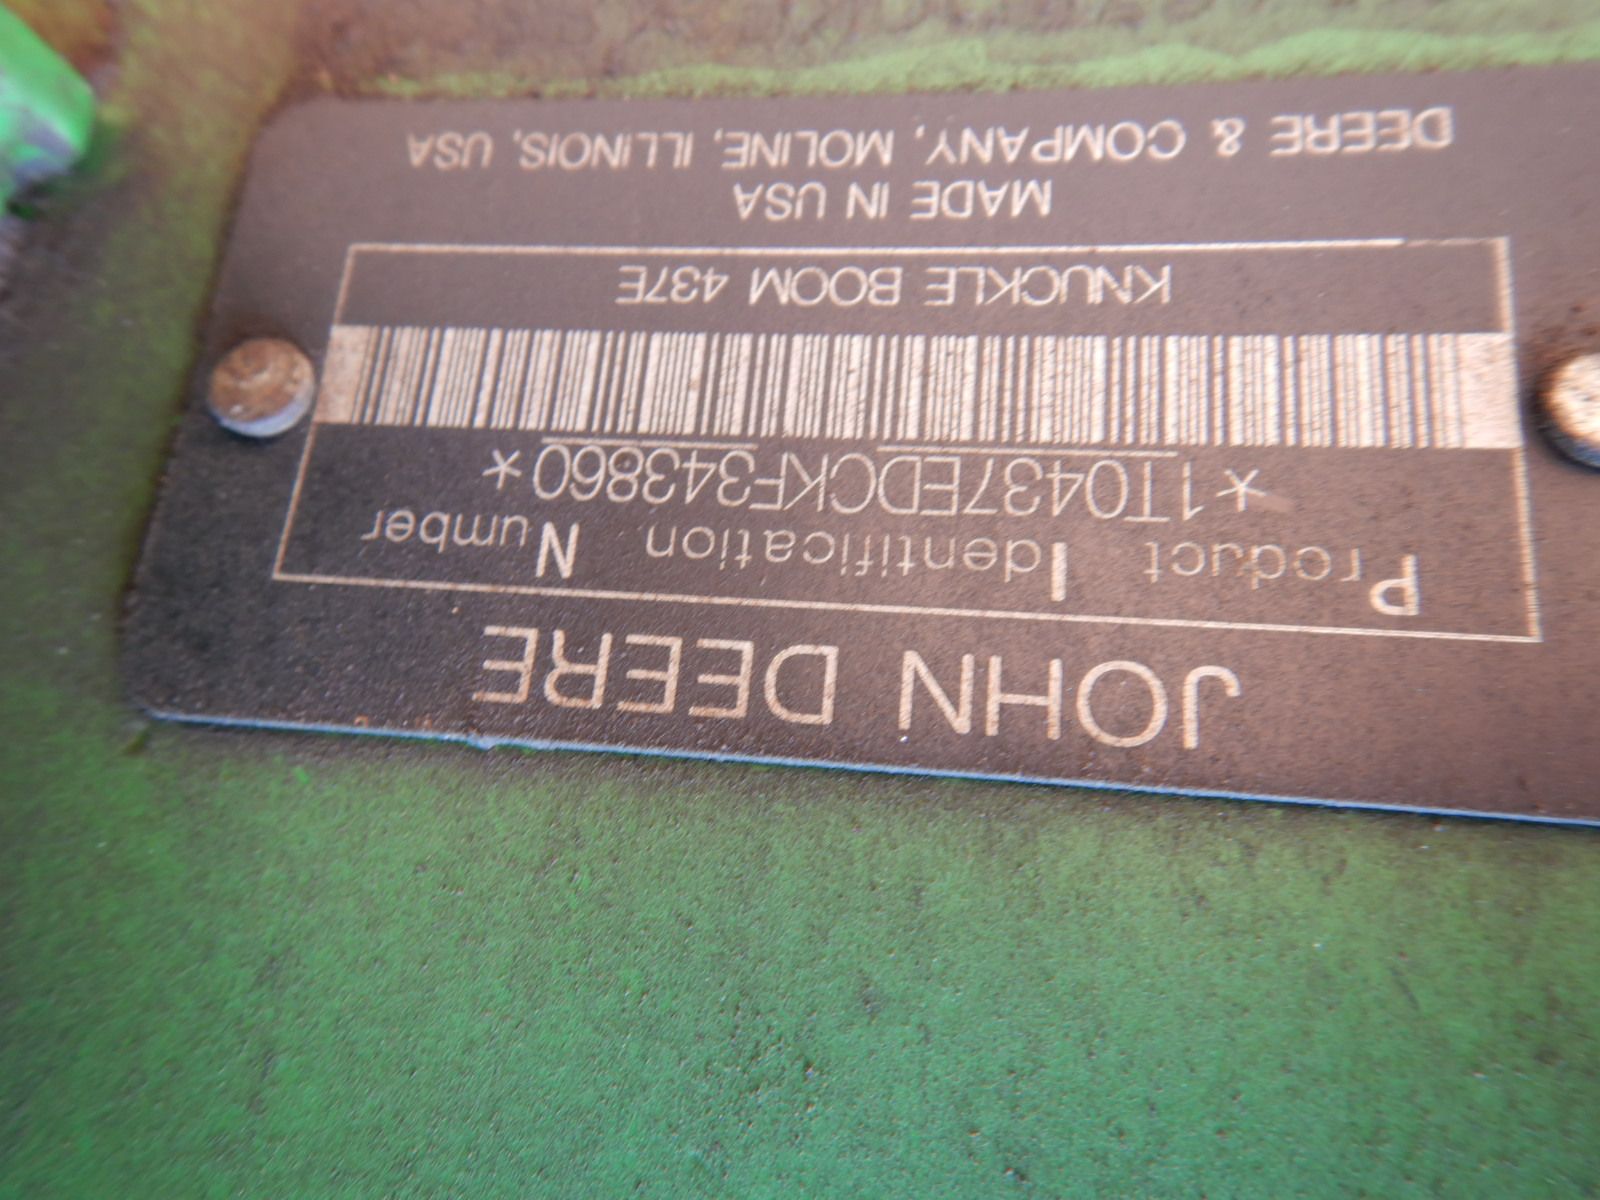 JOHN DEERE
Product Identification Number
*1T0437EDCKF343860*
KNUCKLE BOOM 437E
MADE IN USA
DEERE & COMPANY, MOLINE, ILLINOIS, USA